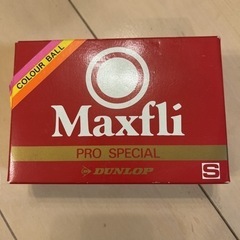 COLOUR BALL
Maxfli
PRO SPECIAL
DUNLOP
S